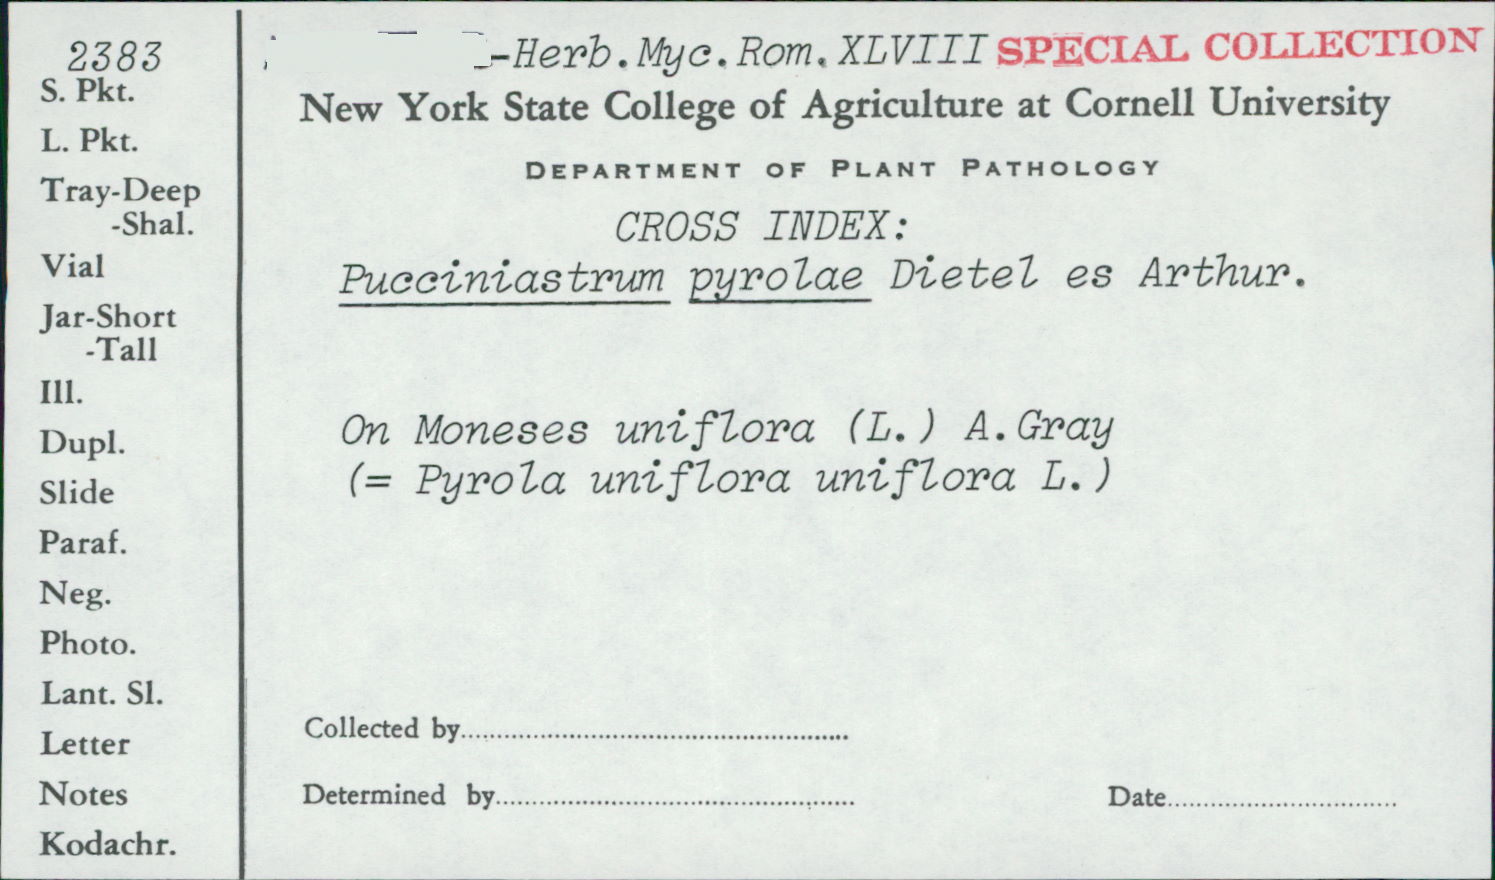 2383
S. Pkt.
L. Pkt.
Tray-Deep
-Shal.
Vial
Jar-Short
-Tall
Ill.
Dupl.
Slide
Paraf.
Neg.
Photo.
Lant. Sl.
Letter
Notes
Kodachr.
-Herb.Myc.Rom.XLVIII SPECIAL COLLECTION
New York State College of Agriculture at Cornell University
DEPARTMENT OF PLANT PATHOLOGY
CROSS INDEX:
Pucciniastrum pyrolae Dietel es Arthur.
On Moneses uniflora (L.) A.Gray
(= Pyrola uniflora uniflora L.)
Collected by
Determined by
Date